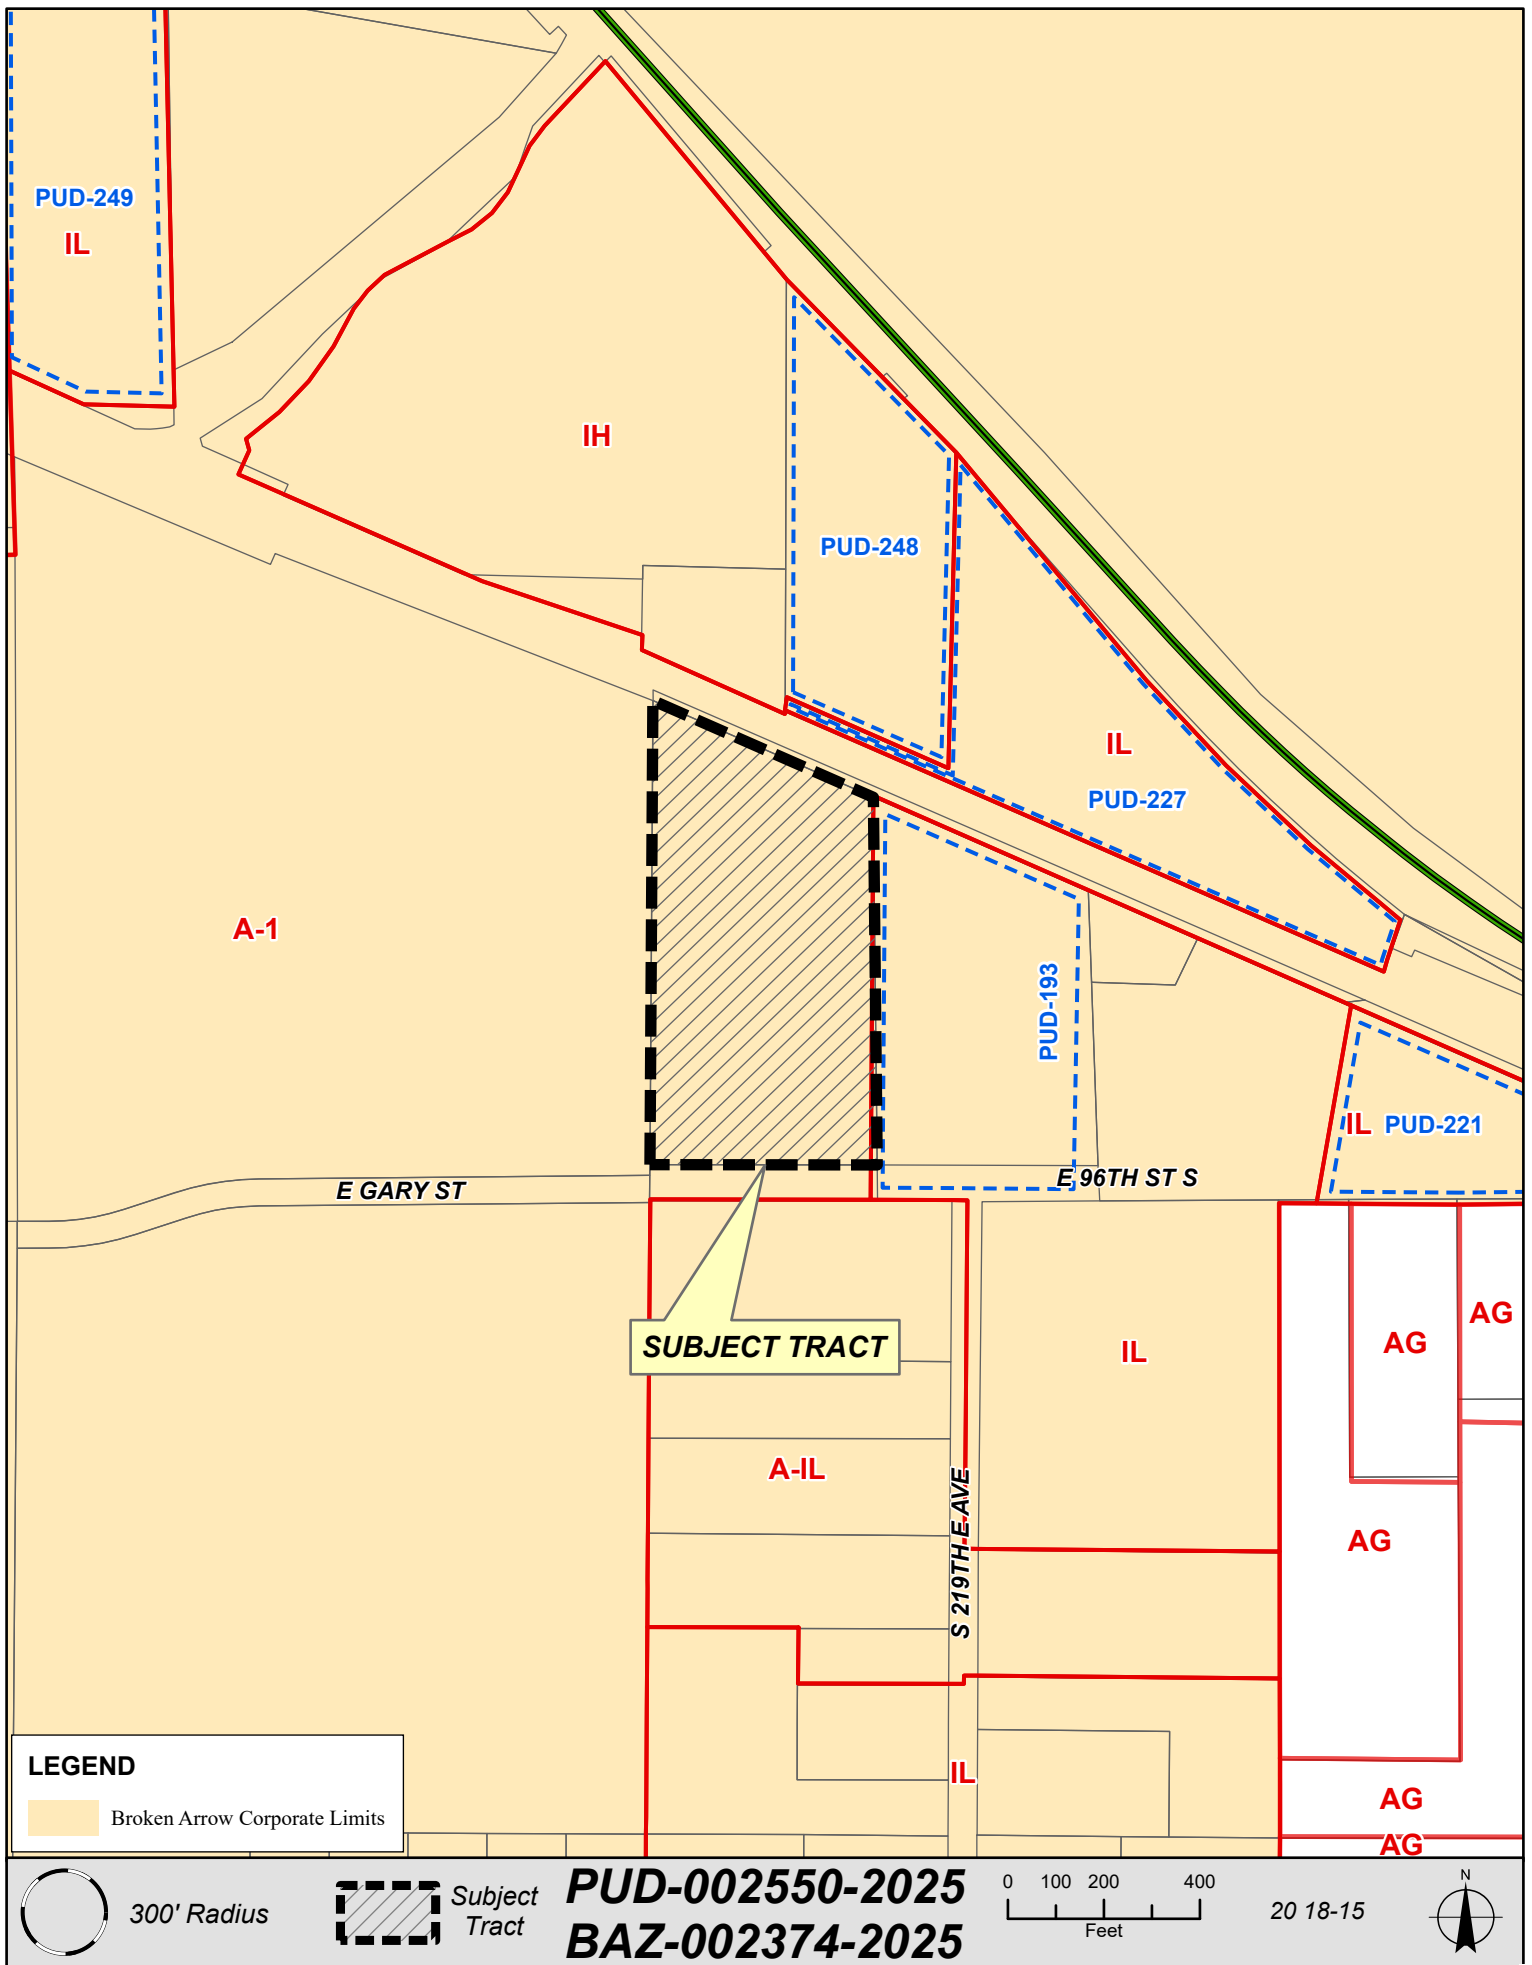 PUD-249
IL
IH
PUD-248
IL
PUD-227
A-1
PUD-193
IL PUD-221
E GARY ST
E 96TH ST S
SUBJECT TRACT
AG
AG
IL
A-IL
S 219TH E AVE
AG
IL
AG
AG
LEGEND
Broken Arrow Corporate Limits
300' Radius
Subject
Tract
PUD-002550-2025
BAZ-002374-2025
0 100 200 400
Feet
20 18-15
N